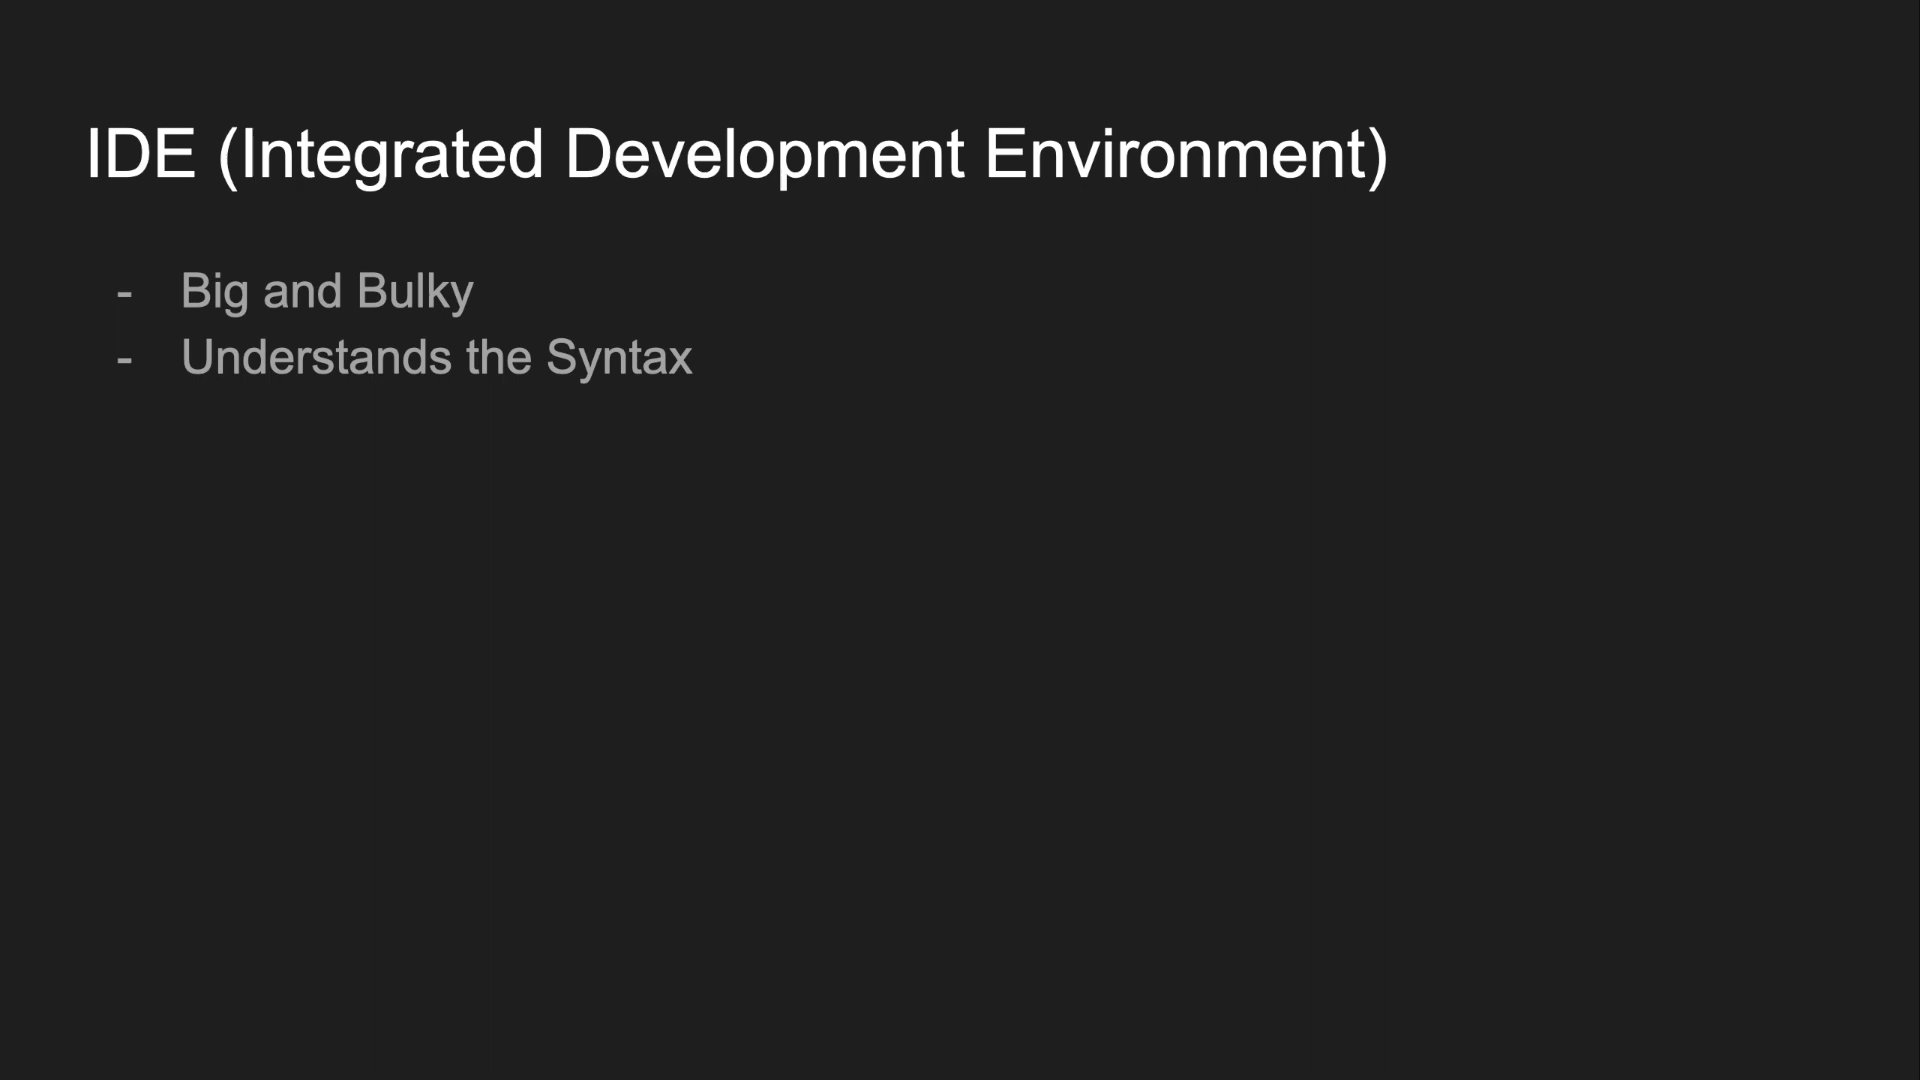 IDE (Integrated Development Environment)
- Big and Bulky
- Understands the Syntax